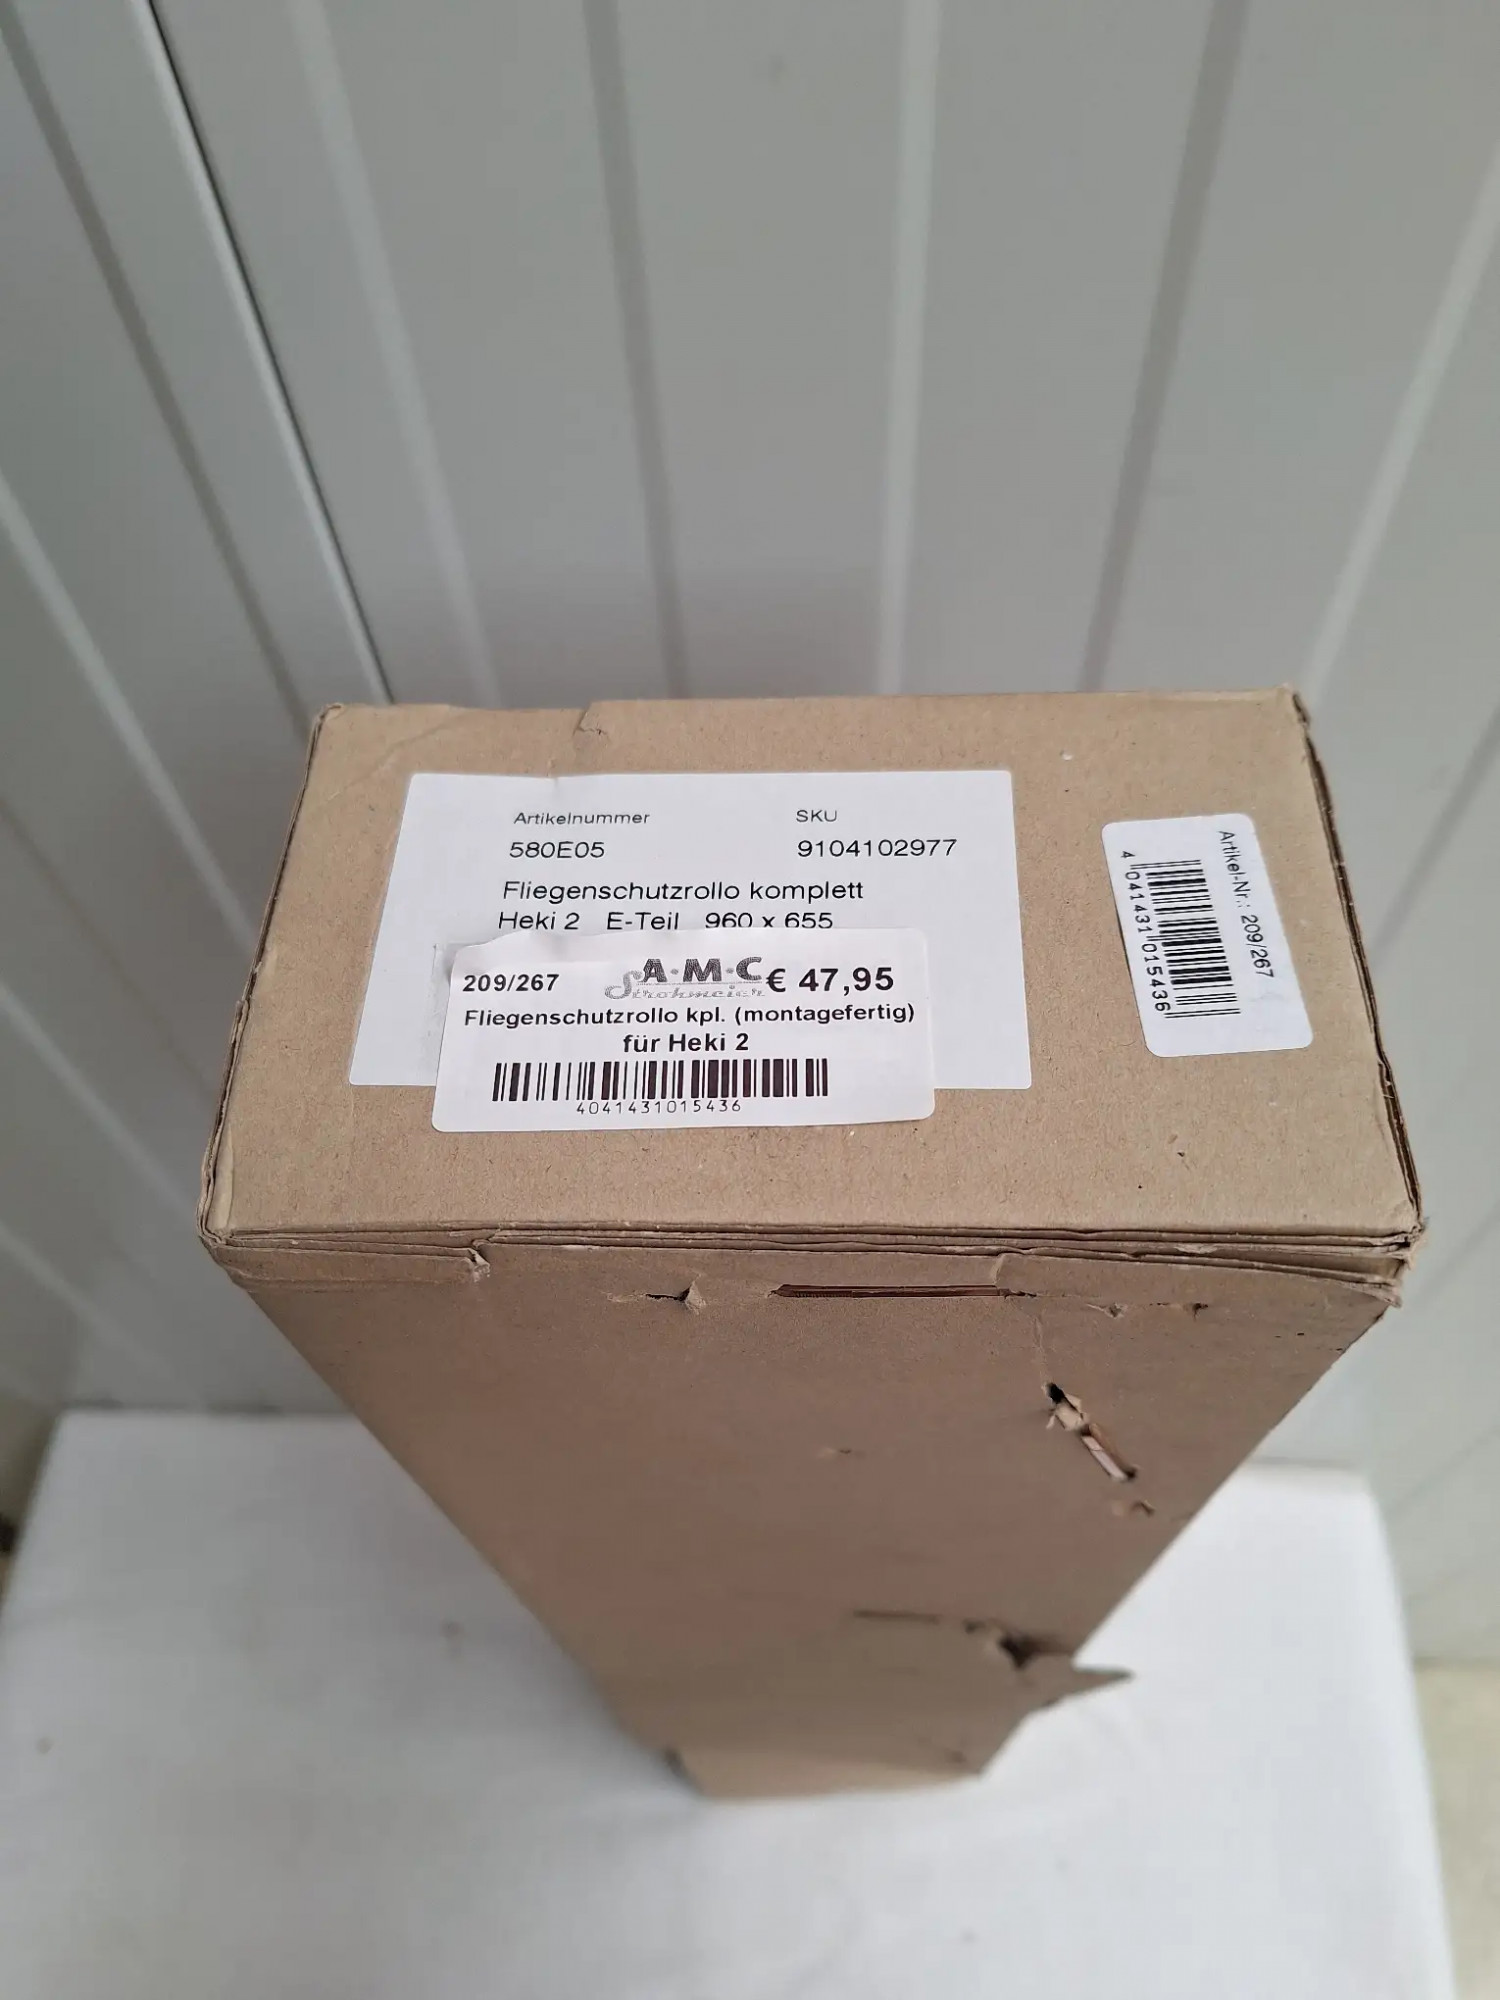 Artikelnummer SKU
580E05 9104102977
Fliegenschutzrollo komplett
Heki 2 E-Teil 960 x 655
209/267 A·M·C Strohmeier € 47,95
Fliegenschutzrollo kpl. (montagefertig)
für Heki 2
4041431015436
Artikel-Nr.: 209/267
4 041431 015436